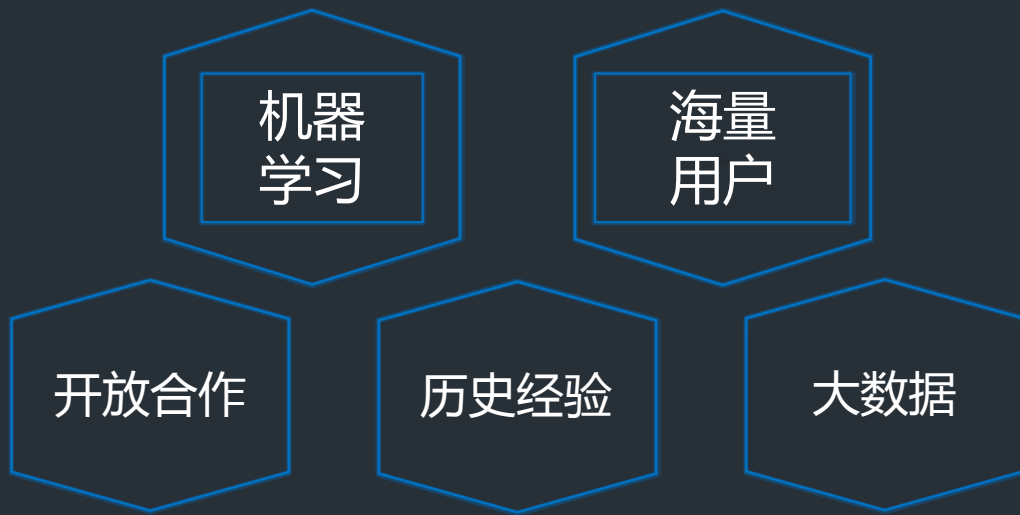 机器
学习
海量
用户
开放合作
历史经验
大数据